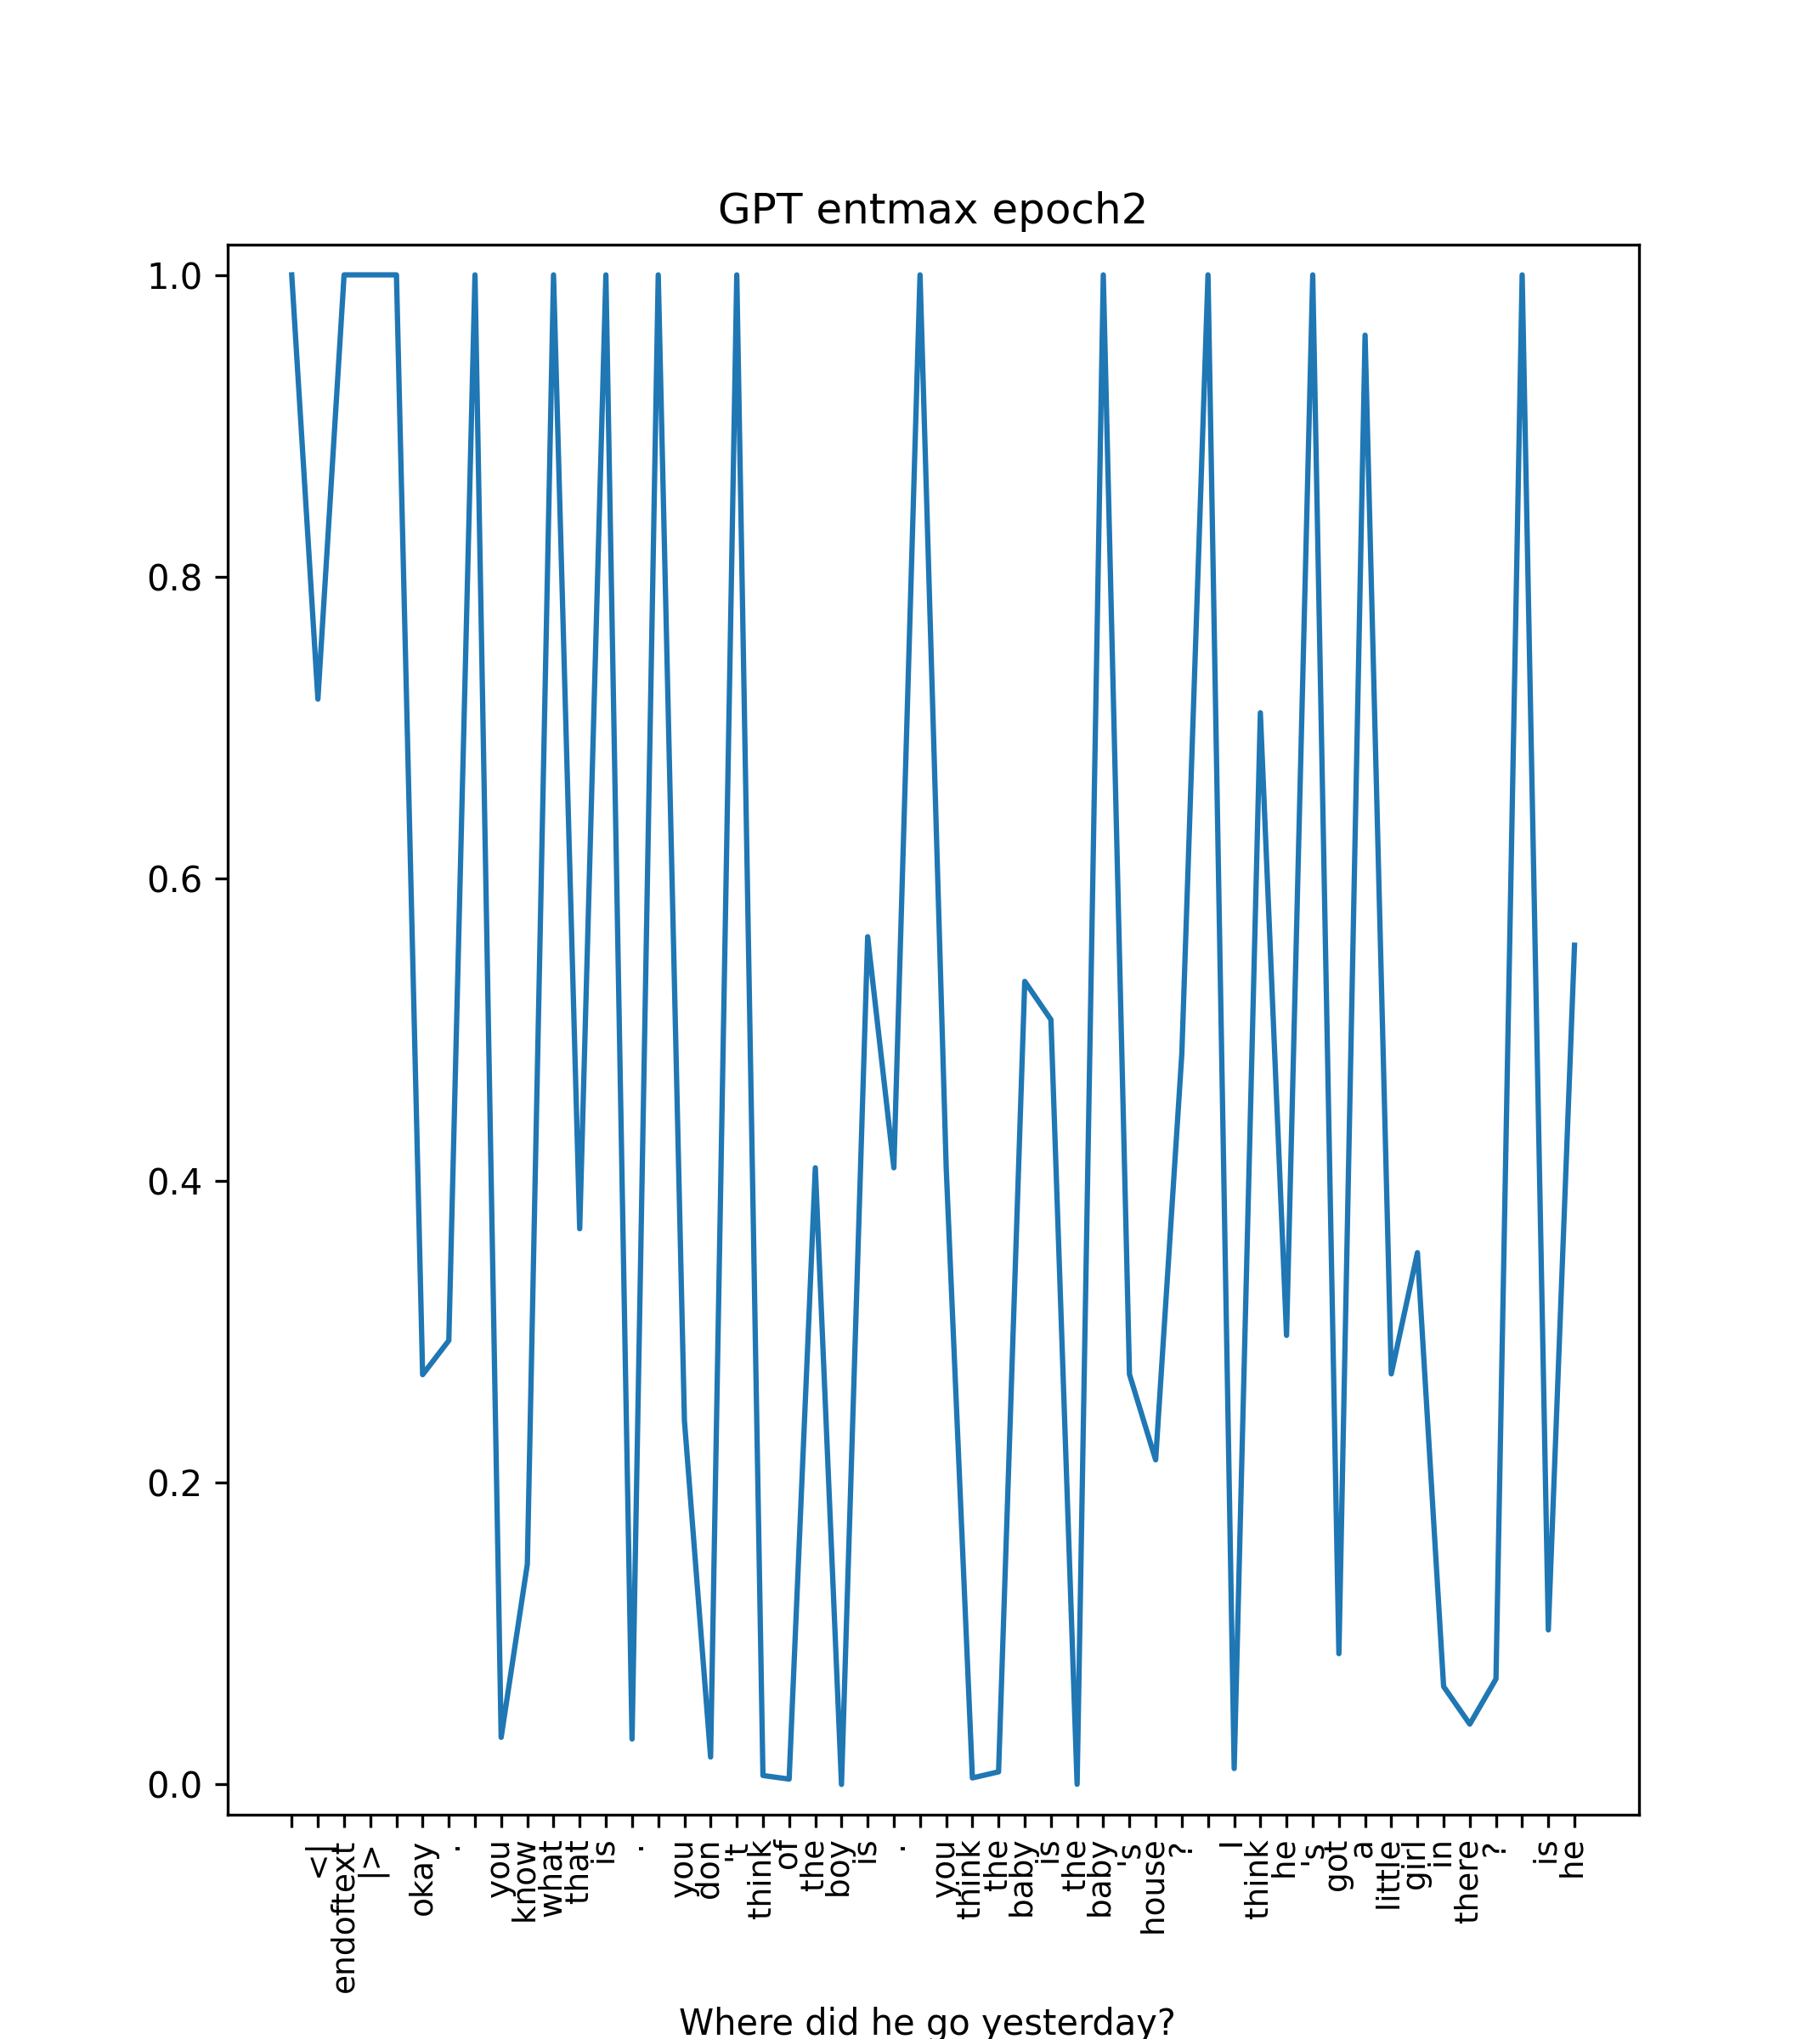 GPT entmax epoch2
1.0
0.8
0.6
0.4
0.2
0.0
<|
endoftext
|>
okay
.
you
know
what
that
is
.
you
don
't
think
of
the
boy
is
.
you
think
the
baby
is
the
baby
's
house
?
I
think
he
's
got
a
little
girl
in
there
?
is
he
Where did he go yesterday?